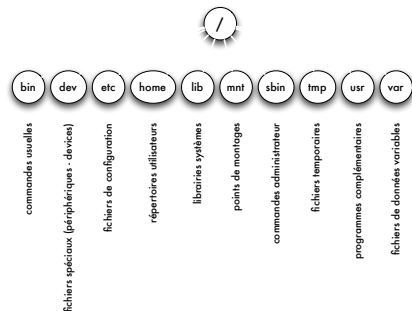 /
bin
dev
etc
home
lib
mnt
sbin
tmp
usr
var
commandes usuelles
fichiers spéciaux (périphériques - devices)
fichiers de configuration
répertoires utilisateurs
librairies systèmes
points de montages
commandes administrateur
fichiers temporaires
programmes complémentaires
fichiers de données variables